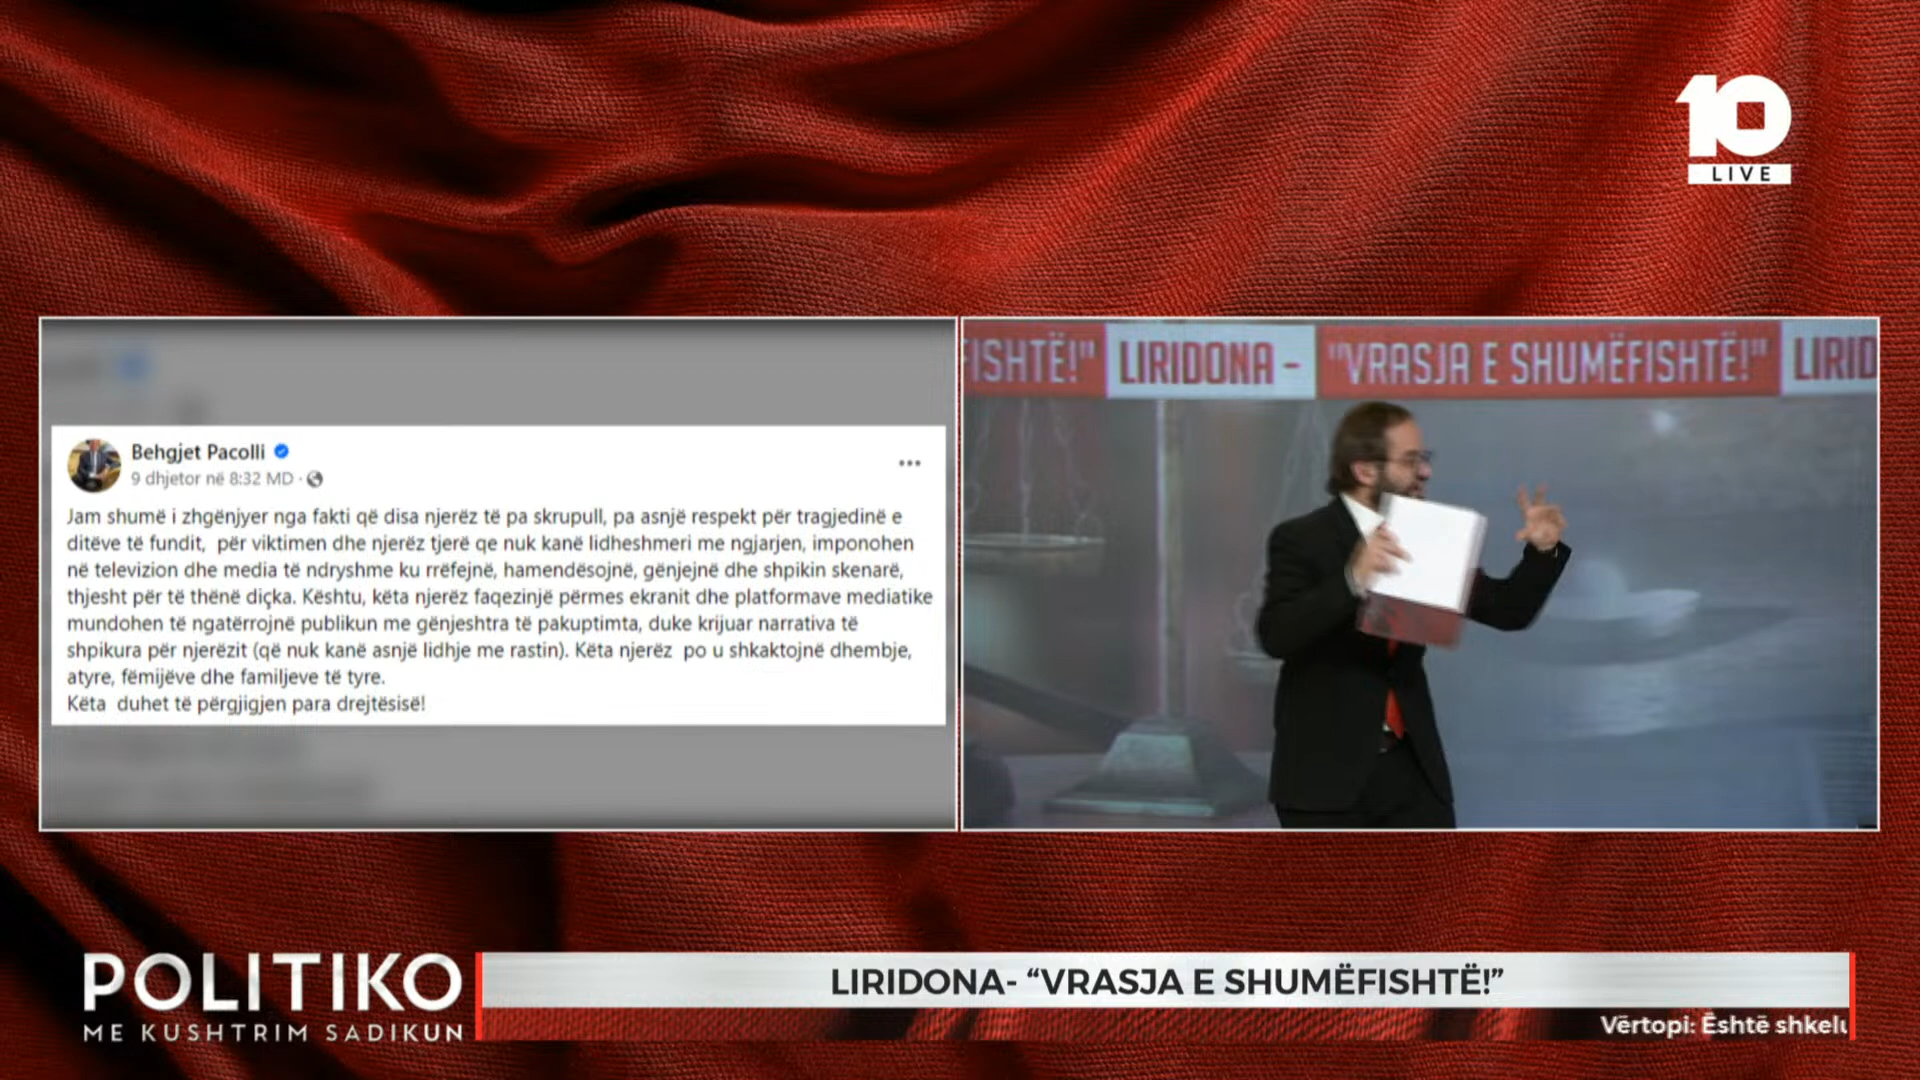 10
LIVE
ISHTË!" LIRIDONA - "VRASJA E SHUMËFISHTË!" LIRID
Behgjet Pacolli
9 dhjetor në 8:32 MD ·
Jam shumë i zhgënjyer nga fakti që disa njerëz të pa skrupull, pa asnjë respekt për tragjedinë e
ditëve të fundit, për viktimen dhe njerëz tjerë qe nuk kanë lidheshmeri me ngjarjen, imponohen
në televizion dhe media të ndryshme ku rrëfejnë, hamendësojnë, gënjejnë dhe shpikin skenarë,
thjesht për të thënë diçka. Kështu, këta njerëz faqezinjë përmes ekranit dhe platformave mediatike
mundohen të ngatërrojnë publikun me gënjeshtra të pakuptimta, duke krijuar narrativa të
shpikura për njerëzit (që nuk kanë asnjë lidhje me rastin). Këta njerëz po u shkaktojnë dhembje,
atyre, fëmijëve dhe familjeve të tyre.
Këta duhet të përgjigjen para drejtësisë!
POLITIKO
ME KUSHTRIM SADIKUN
LIRIDONA- “VRASJA E SHUMËFISHTË!”
Vërtopi: Është shkelu